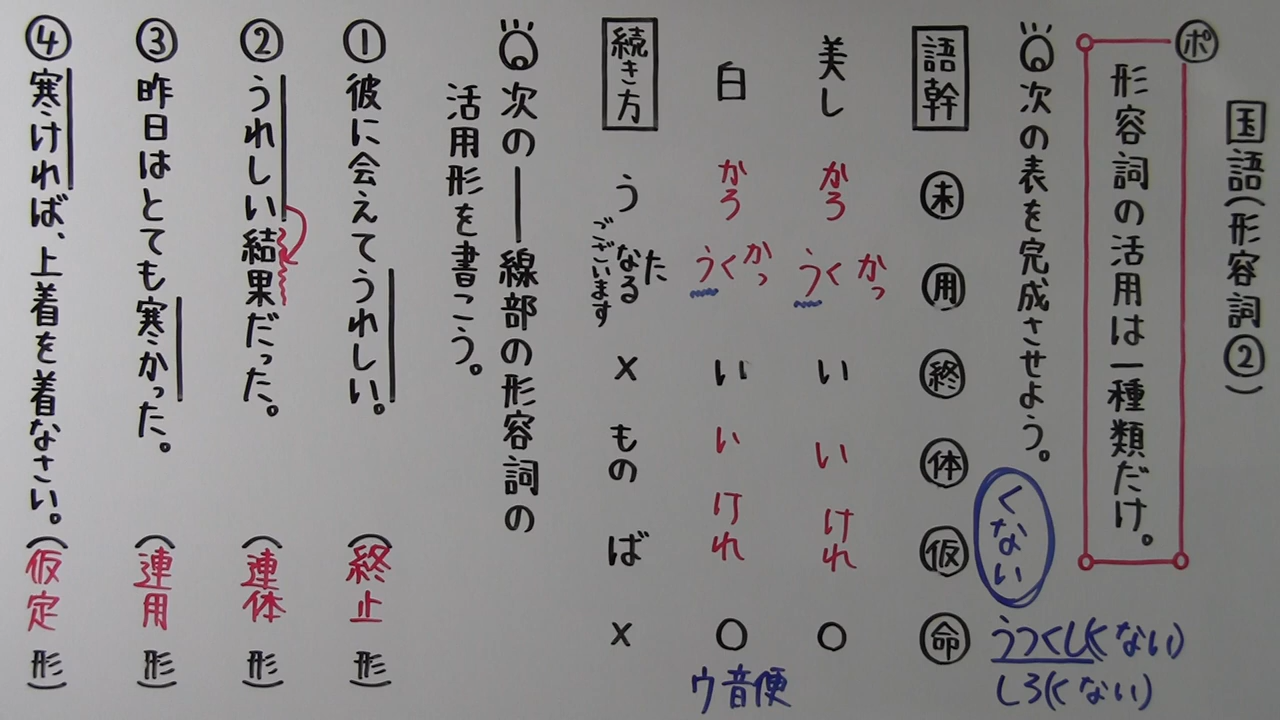 国語(形容詞②)
ポ
形容詞の活用は一種類だけ。
Q次の表を完成させよう。
くない
うつくし(くない)
しろ(くない)
語幹 未 用 終 体 仮 命
美し かろ かっ く う い い けれ ○
白 かろ かっ く う い い けれ ○
ウ音便
続き方 う た なる ございます × もの ば ×
Q次の──線部の形容詞の
活用形を書こう。
①彼に会えてうれしい。(終止形)
②うれしい結果だった。(連体形)
③昨日はとても寒かった。(連用形)
④寒ければ、上着を着なさい。(仮定形)